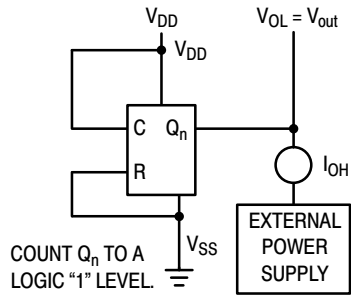 VDD
VOL = Vout
VDD
C Qn
R
IOH
EXTERNAL
POWER
SUPPLY
VSS
COUNT Qn TO A
LOGIC “1” LEVEL.